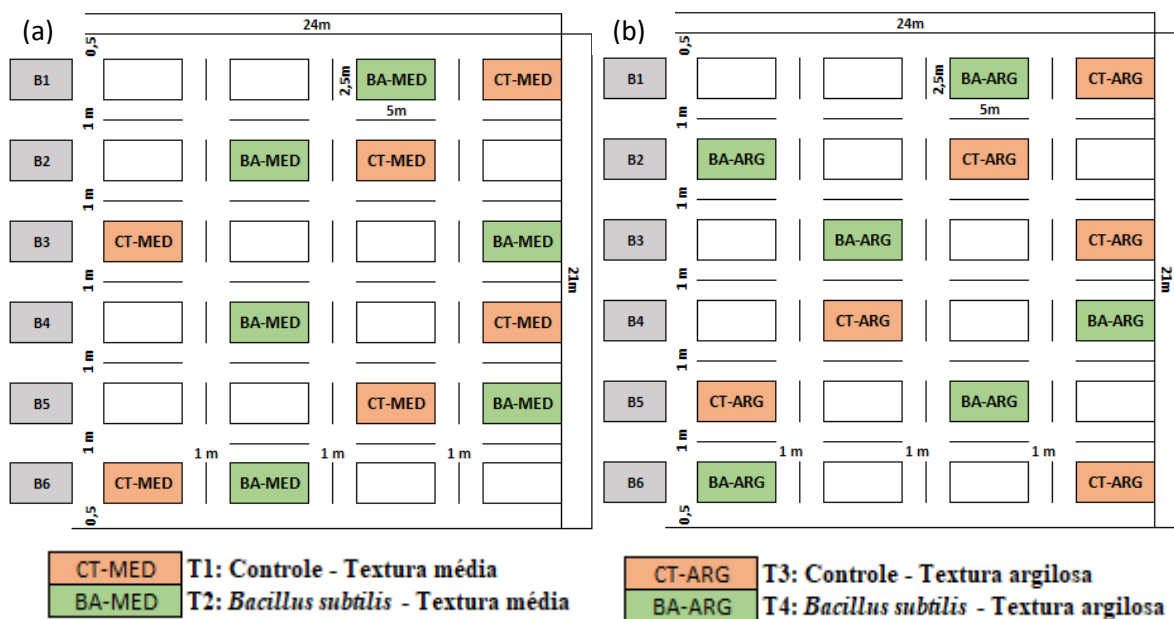 (a)
24m
0,5
B1
BA-MED
CT-MED
2,5m
5m
1 m
B2
BA-MED
CT-MED
1 m
B3
CT-MED
BA-MED
1 m
21m
B4
BA-MED
CT-MED
1 m
B5
CT-MED
BA-MED
1 m
1 m
1 m
1 m
B6
CT-MED
BA-MED
0,5
CT-MED T1: Controle - Textura média
BA-MED T2: Bacillus subtilis - Textura média
(b)
24m
0,5
B1
BA-ARG
CT-ARG
2,5m
5m
1 m
B2
BA-ARG
CT-ARG
1 m
B3
BA-ARG
CT-ARG
1 m
21m
B4
CT-ARG
BA-ARG
1 m
B5
CT-ARG
BA-ARG
1 m
1 m
1 m
1 m
B6
BA-ARG
CT-ARG
0,5
CT-ARG T3: Controle - Textura argilosa
BA-ARG T4: Bacillus subtilis - Textura argilosa